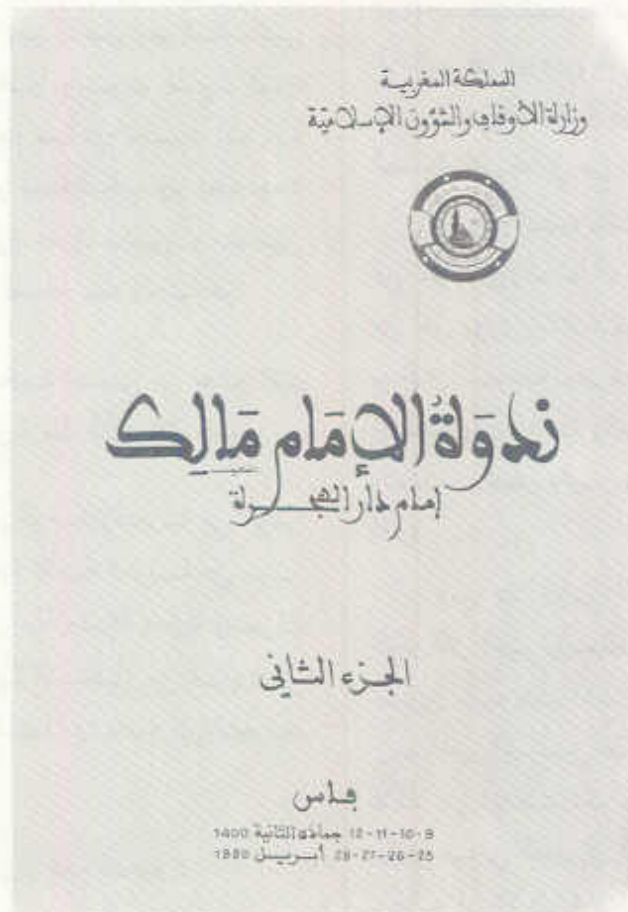 المملكة المغربية
وزارة الأوقاف والشؤون الإسلامية
ندوة الإمام مالك
إمام دار الهجرة
الجزء الثاني
فاس
9-10-11-12 جمادى الثانية 1400
25-26-27-28 أبريل 1980